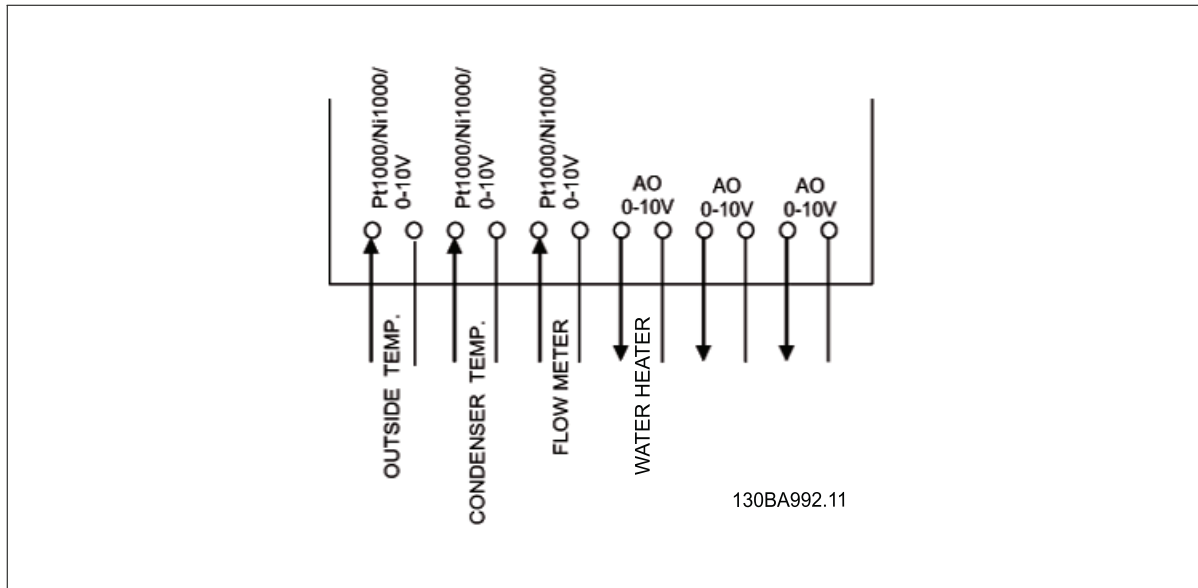 Pt1000/Ni1000/
0-10V
Pt1000/Ni1000/
0-10V
Pt1000/Ni1000/
0-10V
AO
0-10V
AO
0-10V
AO
0-10V
OUTSIDE TEMP.
CONDENSER TEMP.
FLOW METER
WATER HEATER
130BA992.11